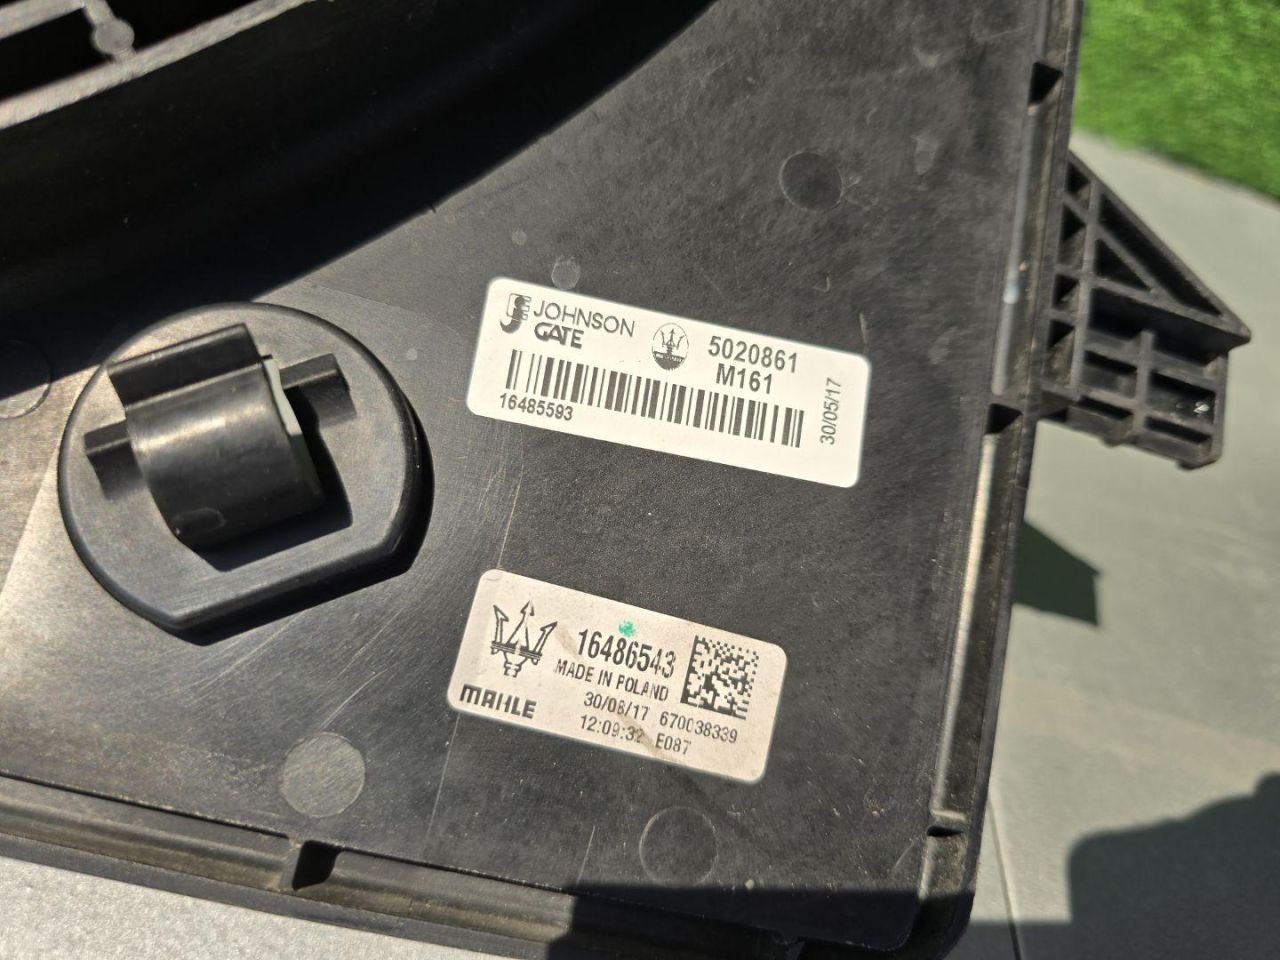 JOHNSON
GATE
5020861
M161
16485593
30/05/17
16486543
MADE IN POLAND
MAHLE
30/08/17 670038339
12:09:32 E087